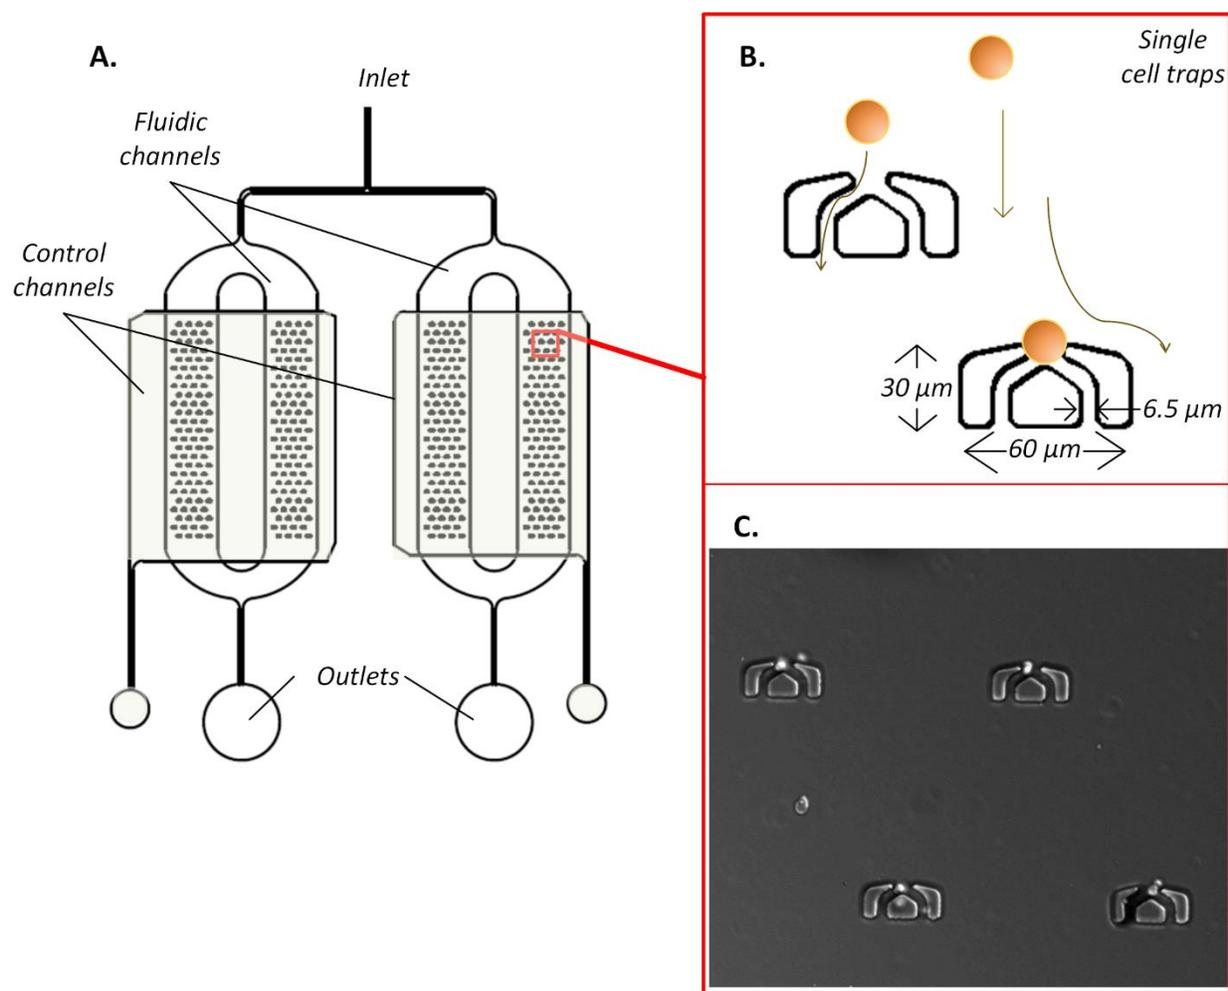 A.
Inlet
Fluidic
channels
Control
channels
Outlets
B.
Single
cell traps
30 μm
6.5 μm
60 μm
C.